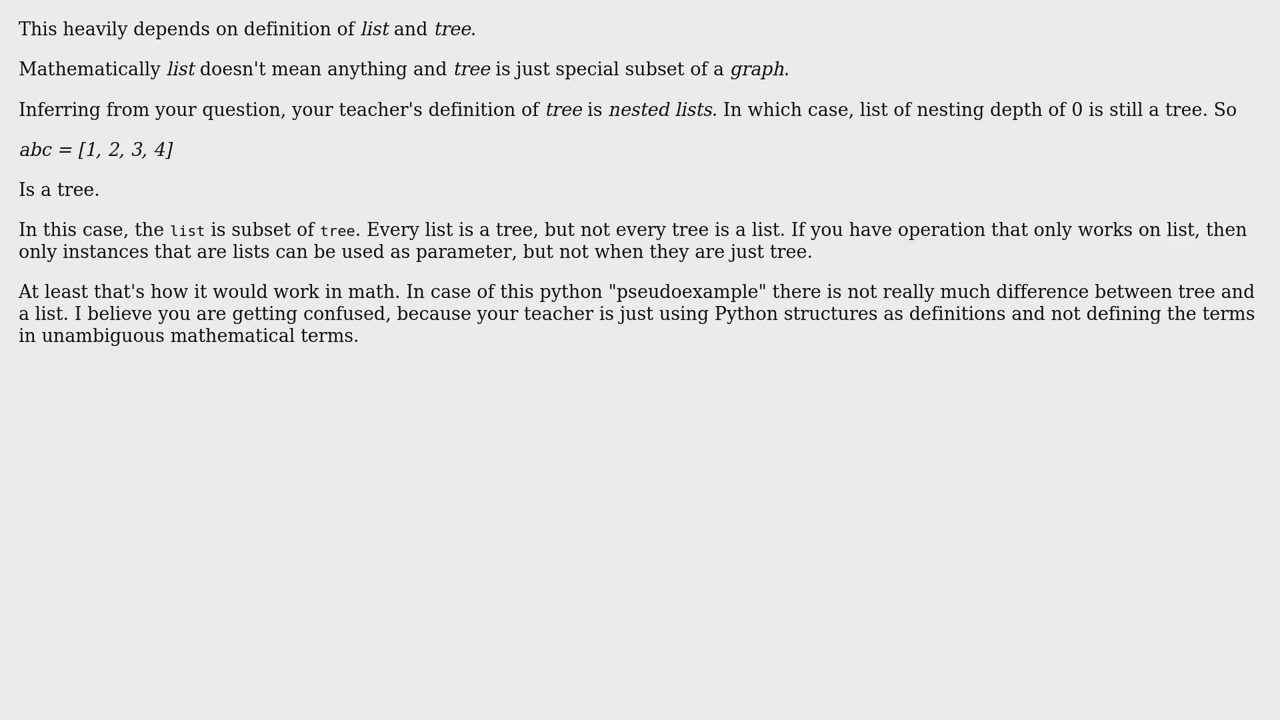 This heavily depends on definition of list and tree.
Mathematically list doesn't mean anything and tree is just special subset of a graph.
Inferring from your question, your teacher's definition of tree is nested lists. In which case, list of nesting depth of 0 is still a tree. So
abc = [1, 2, 3, 4]
Is a tree.
In this case, the list is subset of tree. Every list is a tree, but not every tree is a list. If you have operation that only works on list, then
only instances that are lists can be used as parameter, but not when they are just tree.
At least that's how it would work in math. In case of this python "pseudoexample" there is not really much difference between tree and
a list. I believe you are getting confused, because your teacher is just using Python structures as definitions and not defining the terms
in unambiguous mathematical terms.